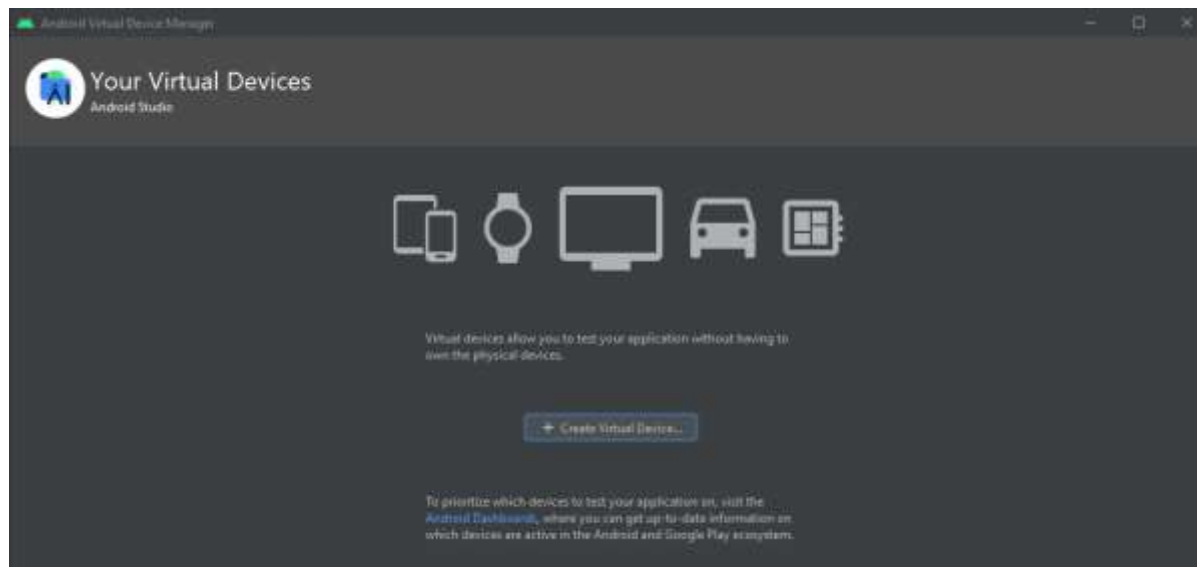 Android Virtual Device Manager
Your Virtual Devices
Android Studio
Virtual devices allow you to test your application without having to
own the physical devices.
+ Create Virtual Device...
To prioritize which devices to test your application on, visit the
Android Dashboards, where you can get up-to-date information on
which devices are active in the Android and Google Play ecosystem.